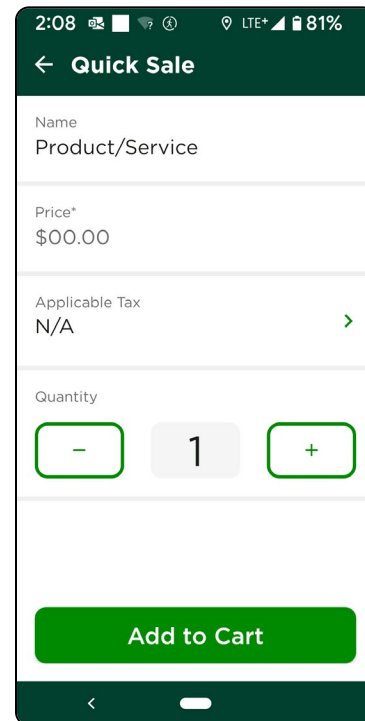 2:08 LTE+ 81%
← Quick Sale
Name
Product/Service
Price*
$00.00
Applicable Tax
N/A
Quantity
− 1 +
Add to Cart